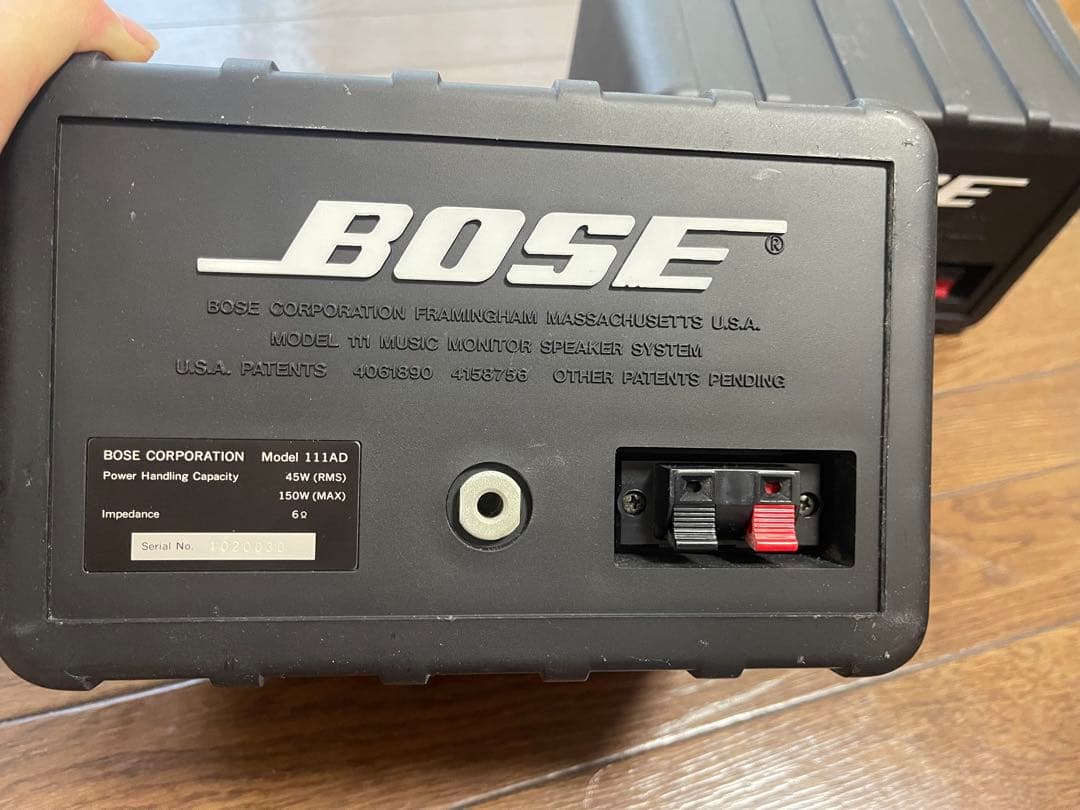 BOSE®
BOSE CORPORATION FRAMINGHAM MASSACHUSETTS U.S.A.
MODEL 111 MUSIC MONITOR SPEAKER SYSTEM
U.S.A. PATENTS 4061890 4158756 OTHER PATENTS PENDING
BOSE CORPORATION Model 111AD
Power Handling Capacity 45W (RMS)
150W (MAX)
Impedance 6Ω
Serial No.
SE